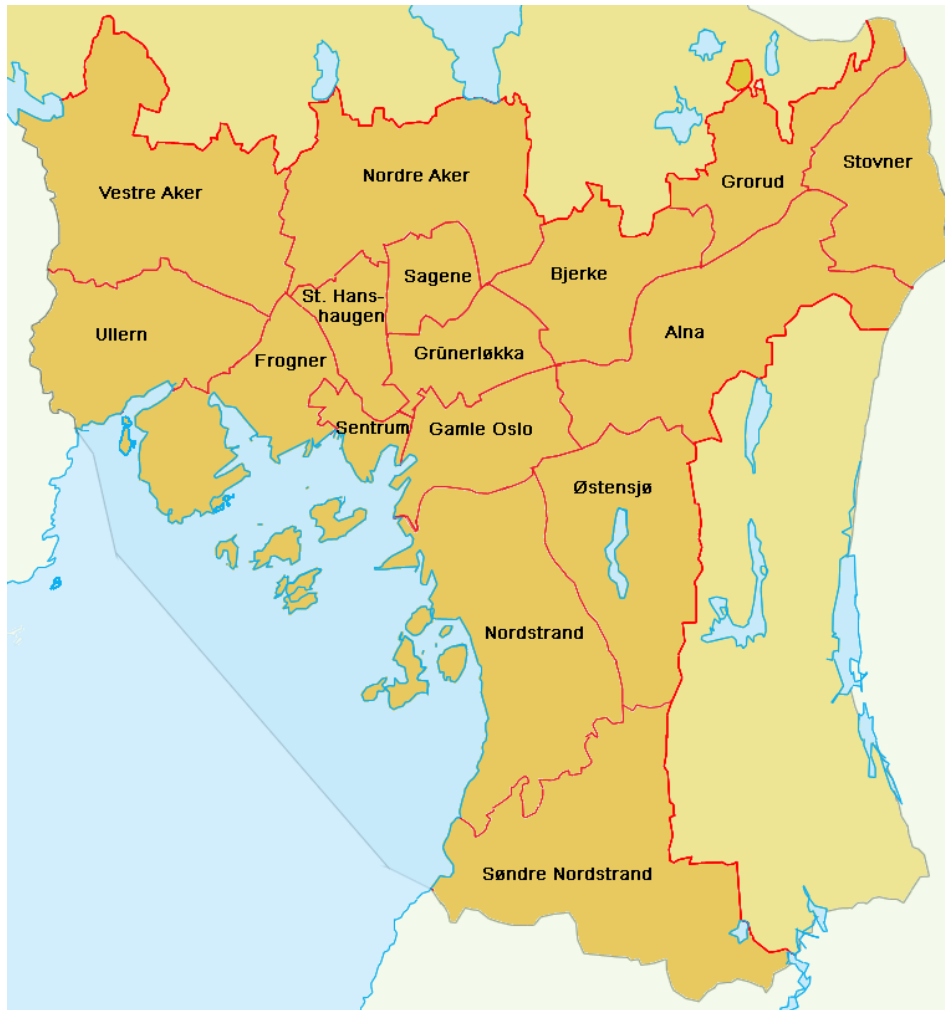 Stovner
Nordre Aker
Grorud
Vestre Aker
Sagene
Bjerke
St. Hans-
haugen
Ullern
Alna
Frogner
Grünerløkka
Sentrum
Gamle Oslo
Østensjø
Nordstrand
Søndre Nordstrand